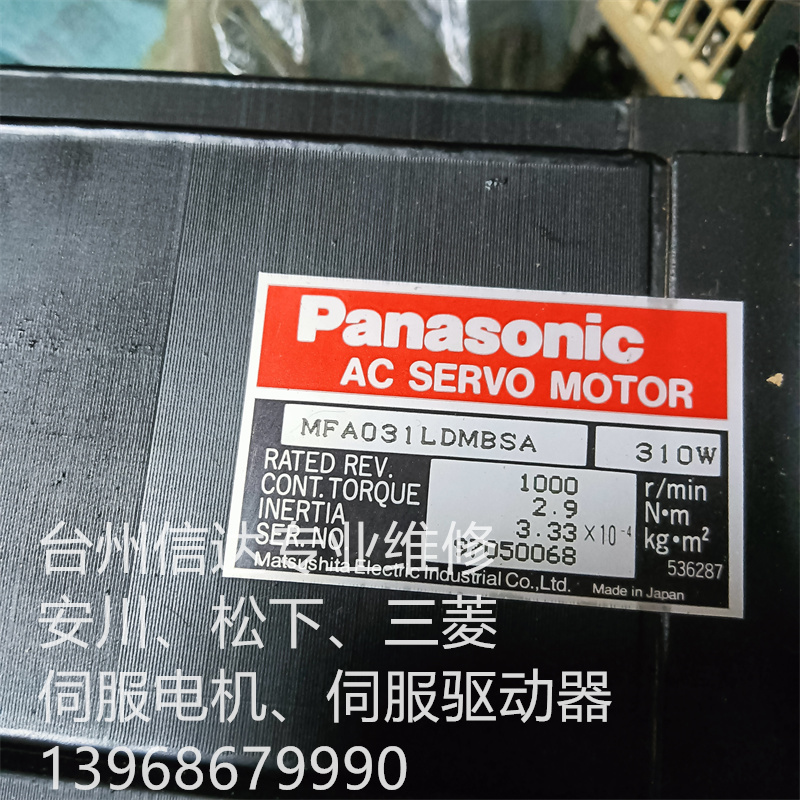 Panasonic
AC SERVO MOTOR
MFA031LDMBSA 310W
RATED REV. 1000 r/min
CONT. TORQUE 2.9 N·m
INERTIA 3.33 ×10⁻⁴ kg·m²
SER. NO. 050068
536287
Matsushita Electric Industrial Co., Ltd. Made in Japan
台州信达专业维修
安川、松下、三菱
伺服电机、伺服驱动器
13968679990